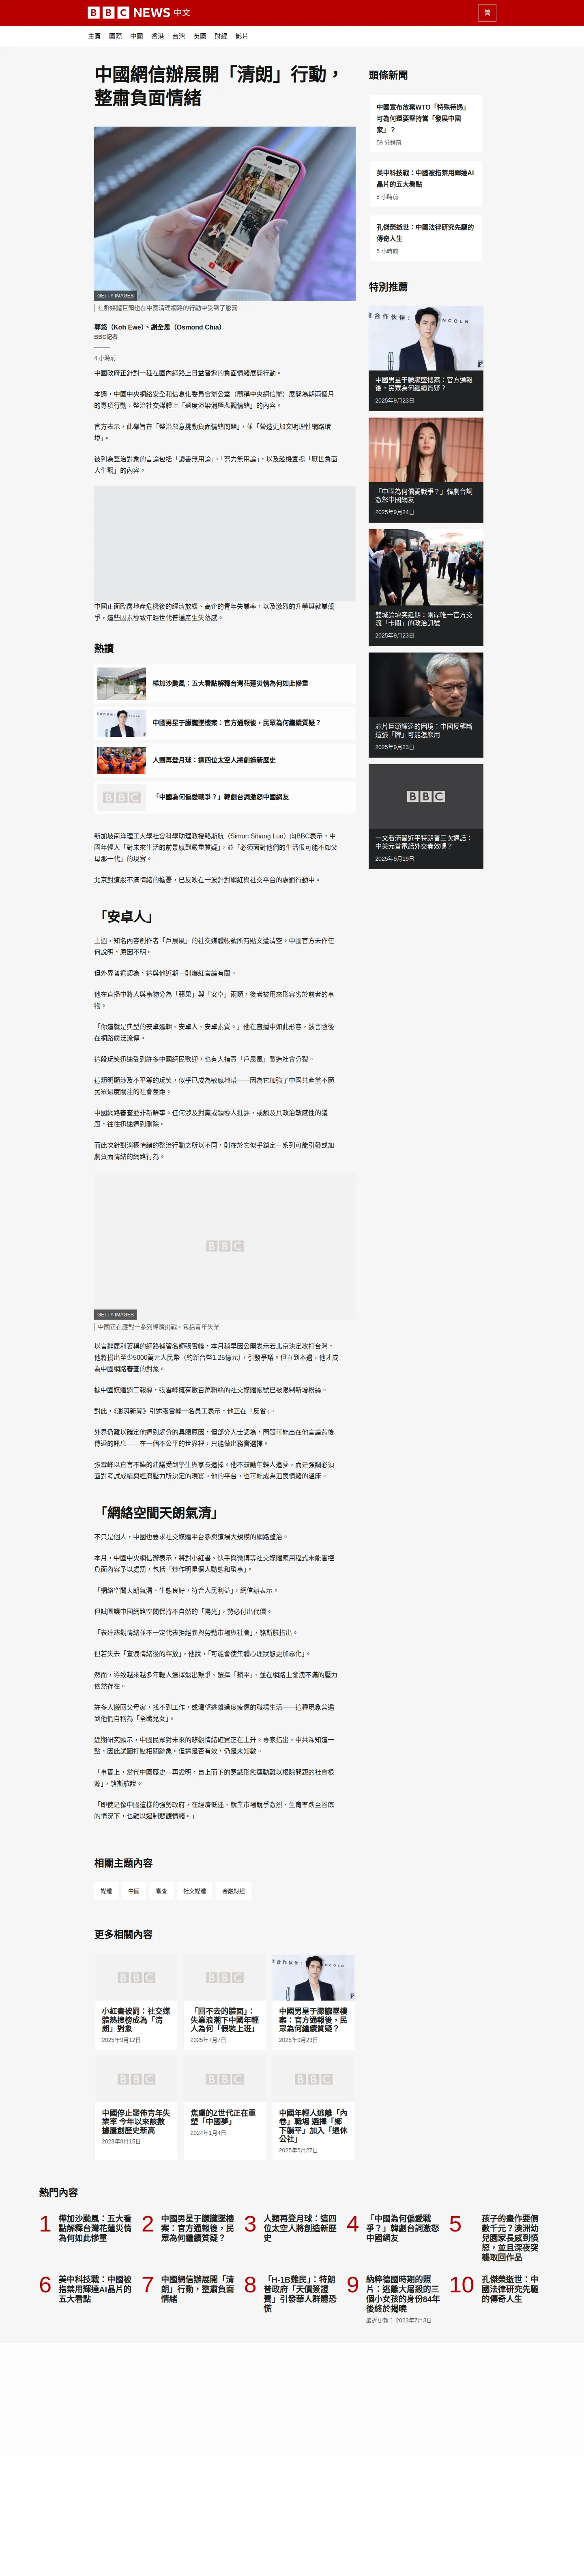 BBC NEWS 中文
简
主頁 國際 中國 香港 台灣 英國 財經 影片
中國網信辦展開「清朗」行動，
整肅負面情緒
GETTY IMAGES
社群媒體巨頭也在中國清理網路的行動中受到了懲罰
郭悠（Koh Ewe）、謝全恩（Osmond Chia）
BBC記者
4 小時前
中國政府正針對一種在國內網路上日益普遍的負面情緒展開行動。
本週，中國中央網絡安全和信息化委員會辦公室（簡稱中央網信辦）展開為期兩個月
的專項行動，整治社交媒體上「過度渲染消極悲觀情緒」的內容。
官方表示，此舉旨在「整治惡意挑動負面情緒問題」，並「營造更加文明理性網路環
境」。
被列為整治對象的言論包括「讀書無用論」、「努力無用論」，以及趁機宣揚「厭世負面
人生觀」的內容。
中國正面臨房地產危機後的經濟放緩、高企的青年失業率，以及激烈的升學與就業競
爭，這些因素導致年輕世代普遍產生失落感。
熱讀
樺加沙颱風：五大看點解釋台灣花蓮災情為何如此慘重
中國男星于朦朧墜樓案：官方通報後，民眾為何繼續質疑？
人類再登月球：這四位太空人將創造新歷史
BBC
「中國為何偏愛戰爭？」韓劇台詞激怒中國網友
新加坡南洋理工大學社會科學助理教授駱斯航（Simon Sihang Luo）向BBC表示，中
國年輕人「對未來生活的前景感到嚴重質疑」，並「必須面對他們的生活很可能不如父
母那一代」的現實。
北京對這股不滿情緒的擔憂，已反映在一波針對網紅與社交平台的處罰行動中。
「安卓人」
上週，知名內容創作者「戶晨風」的社交媒體帳號所有貼文遭清空。中國官方未作任
何說明，原因不明。
但外界普遍認為，這與他近期一則爆紅言論有關。
他在直播中將人與事物分為「蘋果」與「安卓」兩類，後者被用來形容劣於前者的事
物。
「你這就是典型的安卓邏輯、安卓人、安卓素質。」他在直播中如此形容，該言隨後
在網路廣泛流傳。
這段玩笑迅速受到許多中國網民歡迎，也有人指責「戶晨風」製造社會分裂。
這類明顯涉及不平等的玩笑，似乎已成為敏感地帶——因為它加強了中國共產黨不願
民眾過度關注的社會差距。
中國網路審查並非新鮮事。任何涉及對黨或領導人批評，或觸及具政治敏感性的議
題，往往迅速遭到刪除。
而此次針對消極情緒的整治行動之所以不同，則在於它似乎鎖定一系列可能引發或加
劇負面情緒的網路行為。
BBC
GETTY IMAGES
中國正在應對一系列經濟挑戰，包括青年失業
以言辭犀利著稱的網路補習名師張雪峰，本月稍早因公開表示若北京決定攻打台灣，
他將捐出至少5000萬元人民幣（約新台幣1.25億元），引發爭議。但直到本週，他才成
為中國網路審查的對象。
據中國媒體週三報導，張雪峰擁有數百萬粉絲的社交媒體帳號已被限制新增粉絲。
對此，《澎湃新聞》引述張雪峰一名員工表示，他正在「反省」。
外界仍難以確定他遭到處分的具體原因，但部分人士認為，問題可能出在他言論背後
傳遞的訊息——在一個不公平的世界裡，只能做出務實選擇。
張雪峰以直言不諱的建議受到學生與家長追捧。他不鼓勵年輕人追夢，而是強調必須
面對考試成績與經濟壓力所決定的現實。他的平台，也可能成為沮喪情緒的溫床。
「網絡空間天朗氣清」
不只是個人，中國也要求社交媒體平台參與這場大規模的網路整治。
本月，中國中央網信辦表示，將對小紅書、快手與微博等社交媒體應用程式未能管控
負面內容予以處罰，包括「炒作明星個人動態和瑣事」。
「網絡空間天朗氣清、生態良好，符合人民利益」，網信辦表示。
但試圖讓中國網路空間保持不自然的「陽光」，勢必付出代價。
「表達悲觀情緒並不一定代表拒絕參與勞動市場與社會」，駱斯航指出。
但若失去「宣洩情緒後的釋放」，他說，「可能會使集體心理狀態更加惡化」。
然而，導致越來越多年輕人選擇退出競爭、選擇「躺平」、並在網路上發洩不滿的壓力
依然存在。
許多人搬回父母家，找不到工作，或渴望逃離過度疲憊的職場生活——這種現象普遍
到他們自稱為「全職兒女」。
近期研究顯示，中國民眾對未來的悲觀情緒確實正在上升。專家指出，中共深知這一
點，因此試圖打壓相關跡象。但這是否有效，仍是未知數。
「事實上，當代中國歷史一再證明，自上而下的意識形態運動難以根除問題的社會根
源」，駱斯航說。
「即使是像中國這樣的強勢政府，在經濟低迷、就業市場競爭激烈、生育率跌至谷底
的情況下，也難以遏制悲觀情緒。」
相關主題內容
媒體 中國 審查 社交媒體 金融財經
更多相關內容
BBC
小紅書被罰：社交媒
體熱搜榜成為「清
朗」對象
2025年9月12日
BBC
「回不去的體面」：
失業浪潮下中國年輕
人為何「假裝上班」
2025年7月7日
中國男星于朦朧墜樓
案：官方通報後，民
眾為何繼續質疑？
2025年9月23日
BBC
中國停止發佈青年失
業率 今年以來該數
據屢創歷史新高
2023年8月15日
BBC
焦慮的Z世代正在重
塑「中國夢」
2024年1月4日
BBC
中國年輕人逃離「內
卷」職場 選擇「鄉
下躺平」加入「退休
公社」
2025年5月27日
頭條新聞
中國宣布放棄WTO「特殊待遇」
可為何還要堅持當「發展中國
家」？
59 分鐘前
美中科技戰：中國被指禁用輝達AI
晶片的五大看點
8 小時前
孔傑榮逝世：中國法律研究先驅的
傳奇人生
5 小時前
特別推薦
中國男星于朦朧墜樓案：官方通報
後，民眾為何繼續質疑？
2025年9月23日
「中國為何偏愛戰爭？」韓劇台詞
激怒中國網友
2025年9月24日
雙城論壇突延期：兩岸唯一官方交
流「卡關」的政治訊號
2025年9月23日
芯片巨頭輝達的困境：中國反壟斷
這張「牌」可能怎麽用
2025年9月23日
BBC
一文看清習近平特朗普三次通話：
中美元首電話外交奏效嗎？
2025年9月19日
熱門內容
1 樺加沙颱風：五大看
點解釋台灣花蓮災情
為何如此慘重
2 中國男星于朦朧墜樓
案：官方通報後，民
眾為何繼續質疑？
3 人類再登月球：這四
位太空人將創造新歷
史
4 「中國為何偏愛戰
爭？」韓劇台詞激怒
中國網友
5 孩子的畫作要價
數千元？澳洲幼
兒園家長感到憤
怒，並且深夜突
襲取回作品
6 美中科技戰：中國被
指禁用輝達AI晶片的
五大看點
7 中國網信辦展開「清
朗」行動，整肅負面
情緒
8 「H-1B難民」：特朗
普政府「天價簽證
費」引發華人群體恐
慌
9 納粹德國時期的照
片：逃離大屠殺的三
個小女孩的身份84年
後終於揭曉
最近更新： 2023年7月3日
10 孔傑榮逝世：中
國法律研究先驅
的傳奇人生